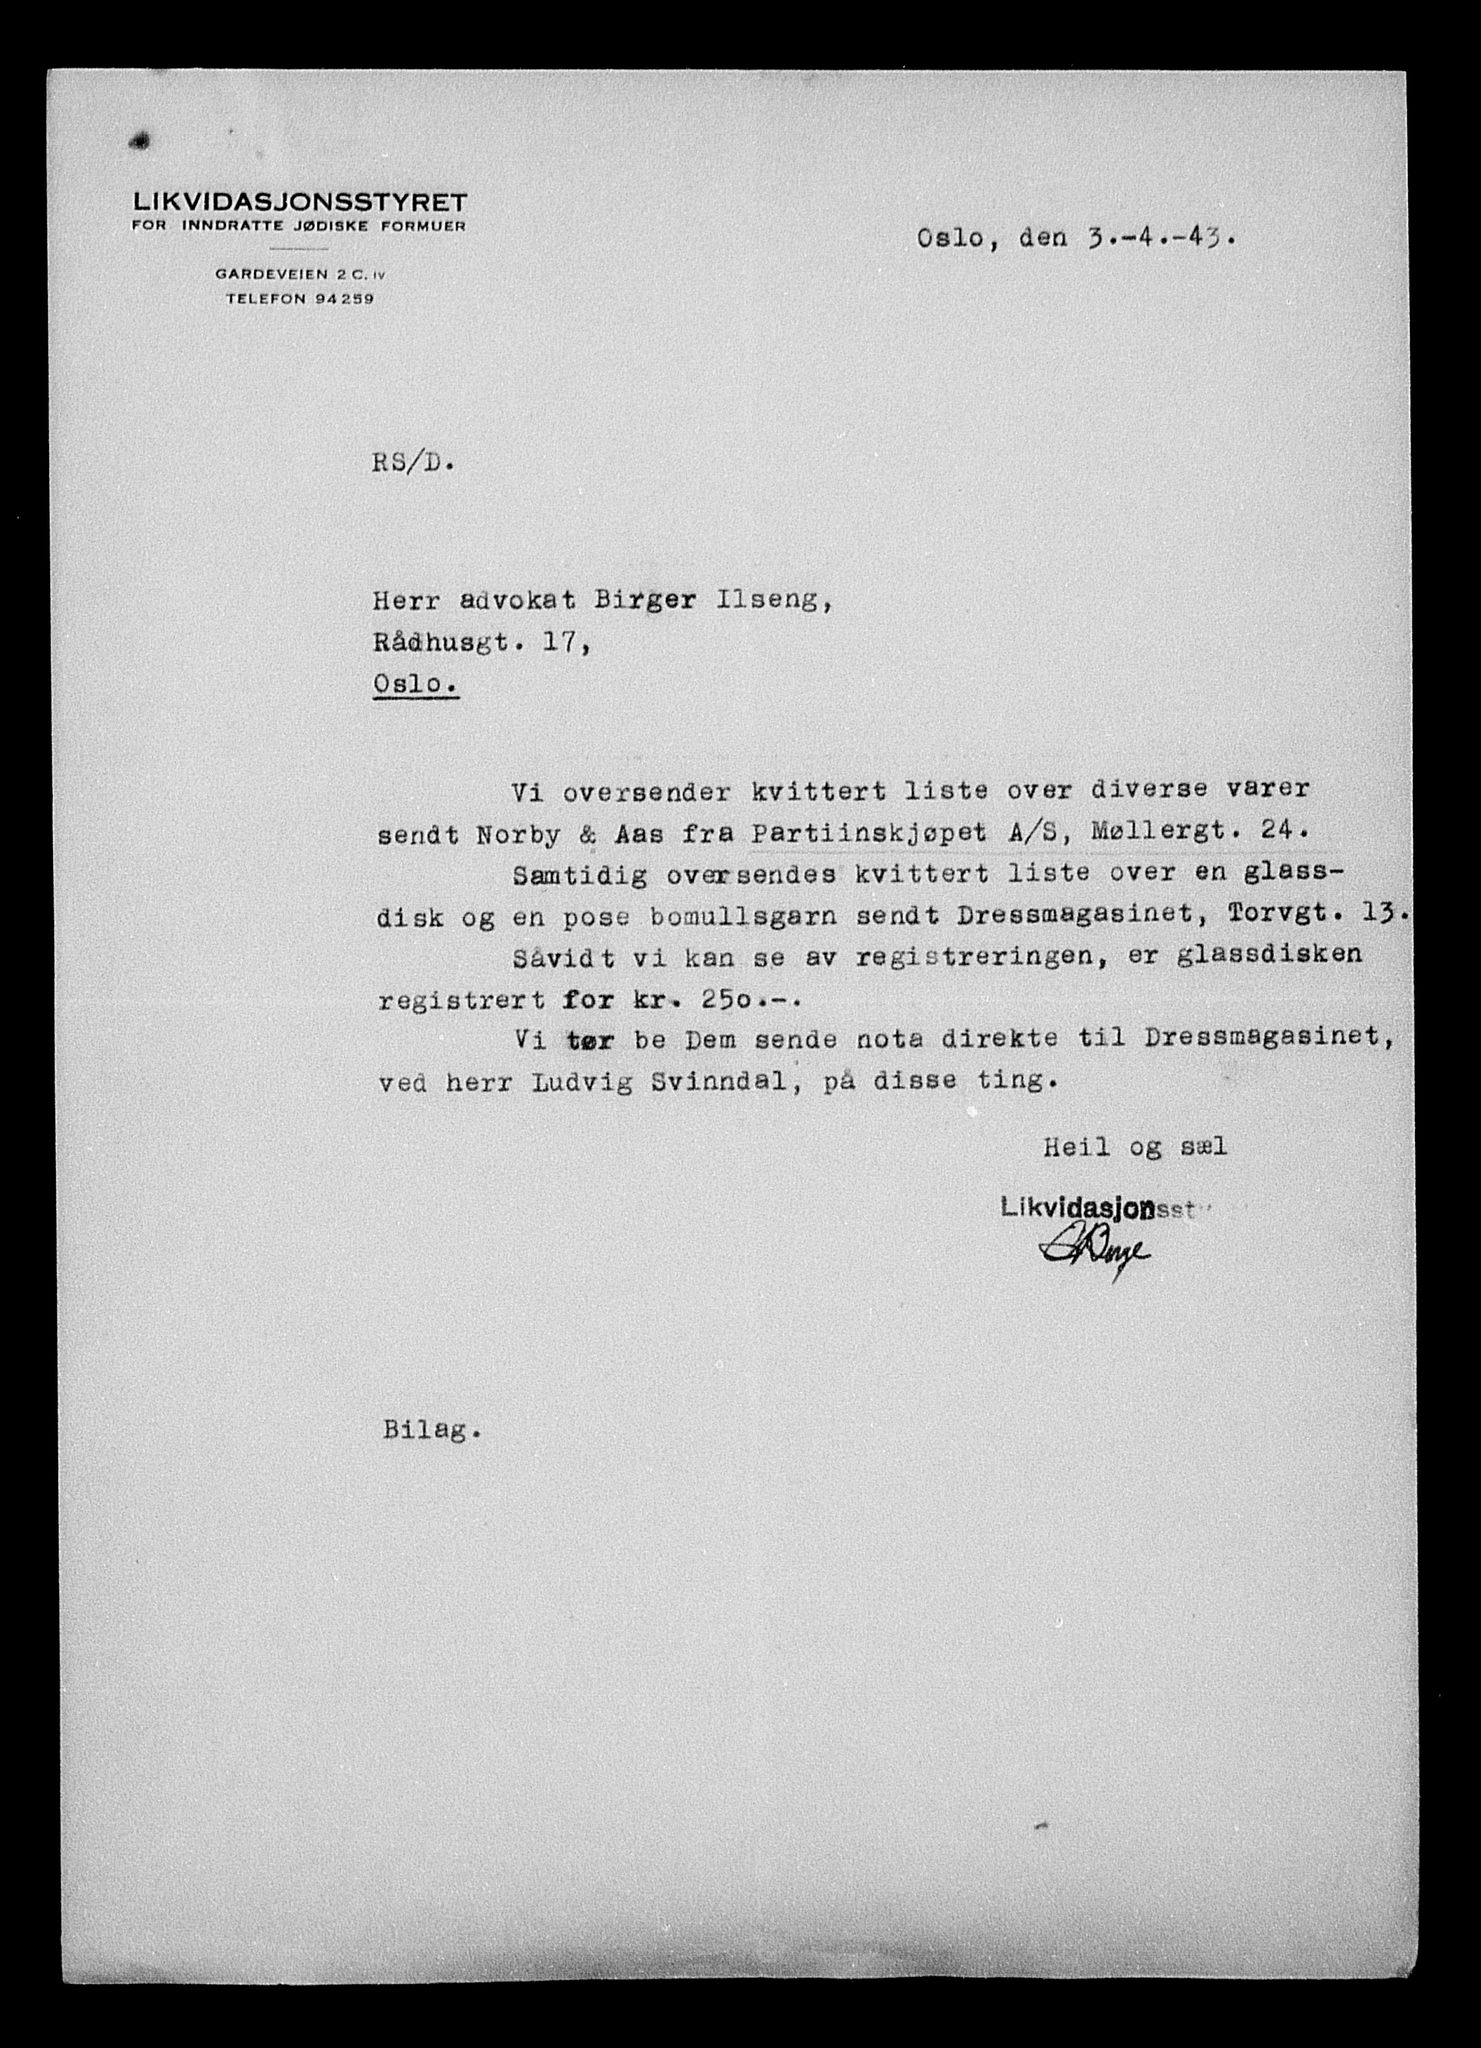 LIKVIDASJONSSTYRET
FOR INNDRATTE JØDISKE FORMUER
GARDEVEIEN 2 C. IV
TELEFON 94259
Oslo, den 3.-4.-43.
RS/D.
Herr advokat Birger Ilseng,
Rådhusgt. 17,
Oslo.
Vi oversender kvittert liste over diverse varer
sendt Norby & Aas fra Partiinskjøpet A/S, Møllergt. 24.
Samtidig oversendes kvittert liste over en glass-
disk og en pose bomullsgarn sendt Dressmagasinet, Torvgt. 13.
Såvidt vi kan se av registreringen, er glassdisken
registrert for kr. 250.-.
Vi tør be Dem sende nota direkte til Dressmagasinet,
ved herr Ludvig Svinndal, på disse ting.
Heil og sæl
Likvidasjonsst
Bilag.